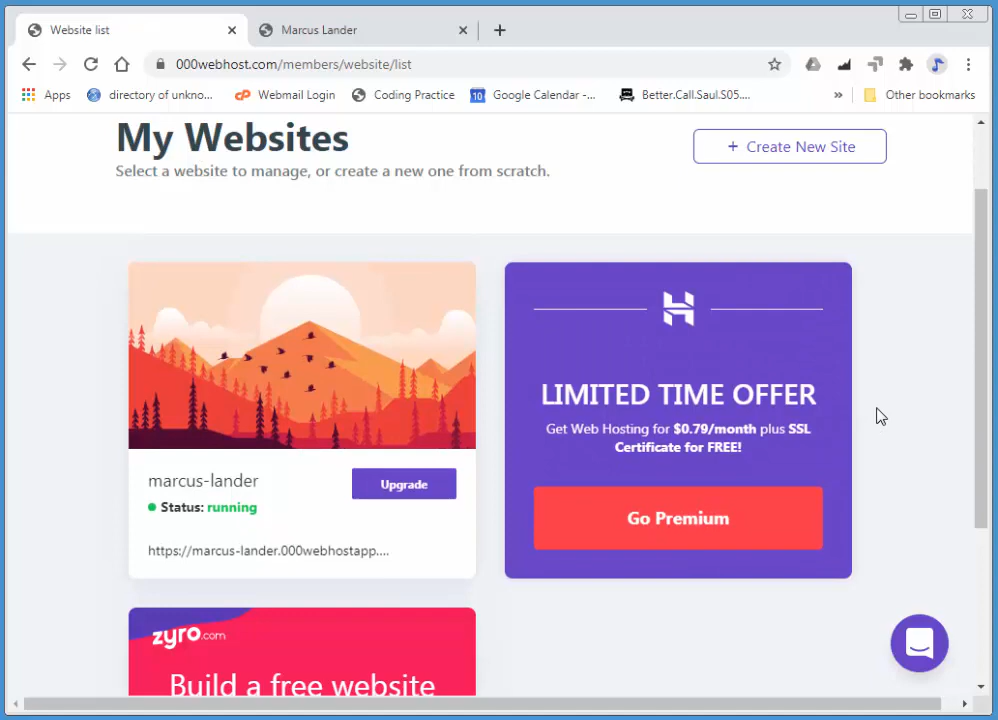 Website list
Marcus Lander
000webhost.com/members/website/list
Apps
directory of unkno...
Webmail Login
Coding Practice
Google Calendar -...
Better.Call.Saul.S05....
»
Other bookmarks
My Websites
+ Create New Site
Select a website to manage, or create a new one from scratch.
LIMITED TIME OFFER
Get Web Hosting for $0.79/month plus SSL
Certificate for FREE!
Go Premium
marcus-lander
Upgrade
Status: running
https://marcus-lander.000webhostapp....
zyro.com
Build a free website